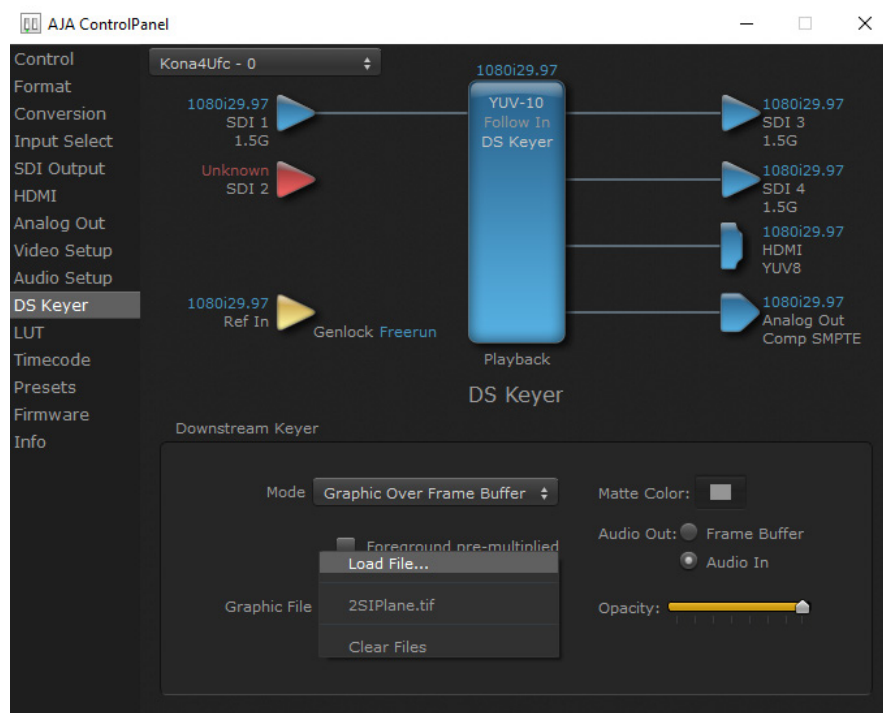 AJA ControlPanel
Control
Format
Conversion
Input Select
SDI Output
HDMI
Analog Out
Video Setup
Audio Setup
DS Keyer
LUT
Timecode
Presets
Firmware
Info
Kona4Ufc - 0
1080i29.97
SDI 1
1.5G
Unknown
SDI 2
1080i29.97
Ref In
Genlock Freerun
1080i29.97
YUV-10
Follow In
DS Keyer
Playback
1080i29.97
SDI 3
1.5G
1080i29.97
SDI 4
1.5G
1080i29.97
HDMI
YUV8
1080i29.97
Analog Out
Comp SMPTE
DS Keyer
Downstream Keyer
Mode Graphic Over Frame Buffer
Foreground pre-multiplied
Load File...
Graphic File
2SIPlane.tif
Clear Files
Matte Color:
Audio Out: Frame Buffer
Audio In
Opacity: